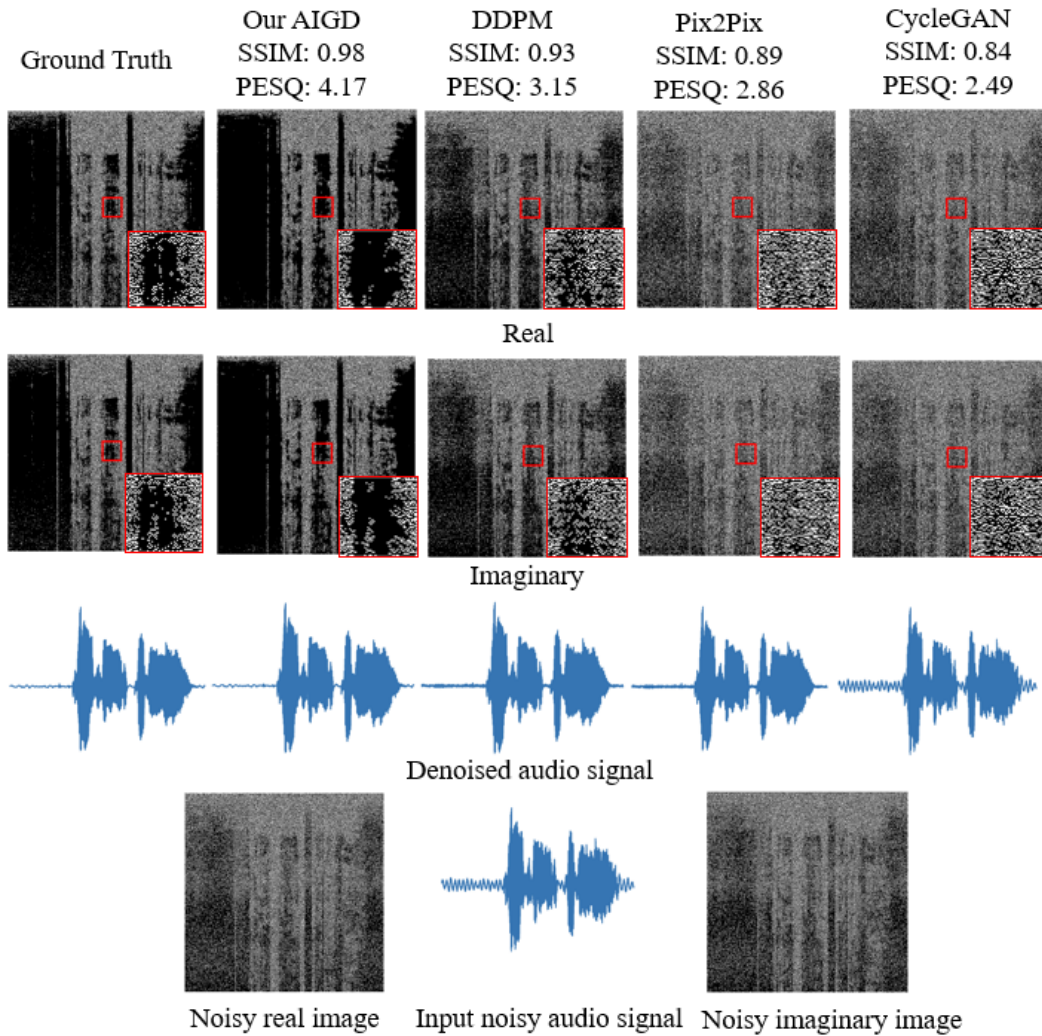 Ground Truth
Our AIGD
SSIM: 0.98
PESQ: 4.17
DDPM
SSIM: 0.93
PESQ: 3.15
Pix2Pix
SSIM: 0.89
PESQ: 2.86
CycleGAN
SSIM: 0.84
PESQ: 2.49
Real
Imaginary
Denoised audio signal
Noisy real image
Input noisy audio signal
Noisy imaginary image